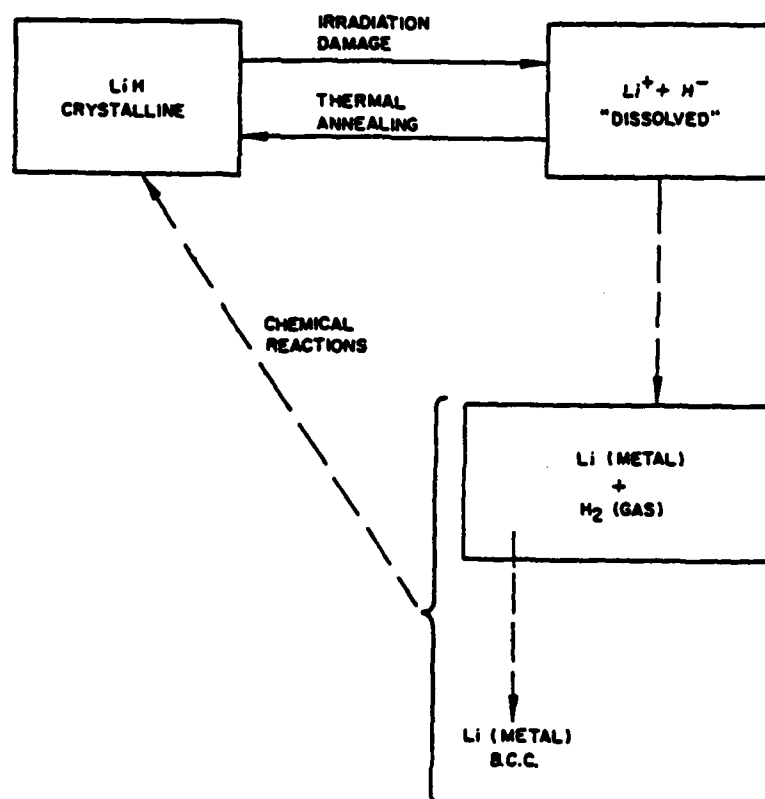 IRRADIATION
DAMAGE
LiH
CRYSTALLINE
THERMAL
ANNEALING
Li⁺ + H⁻
"DISSOLVED"
CHEMICAL
REACTIONS
Li (METAL)
+
H₂ (GAS)
Li (METAL)
B.C.C.